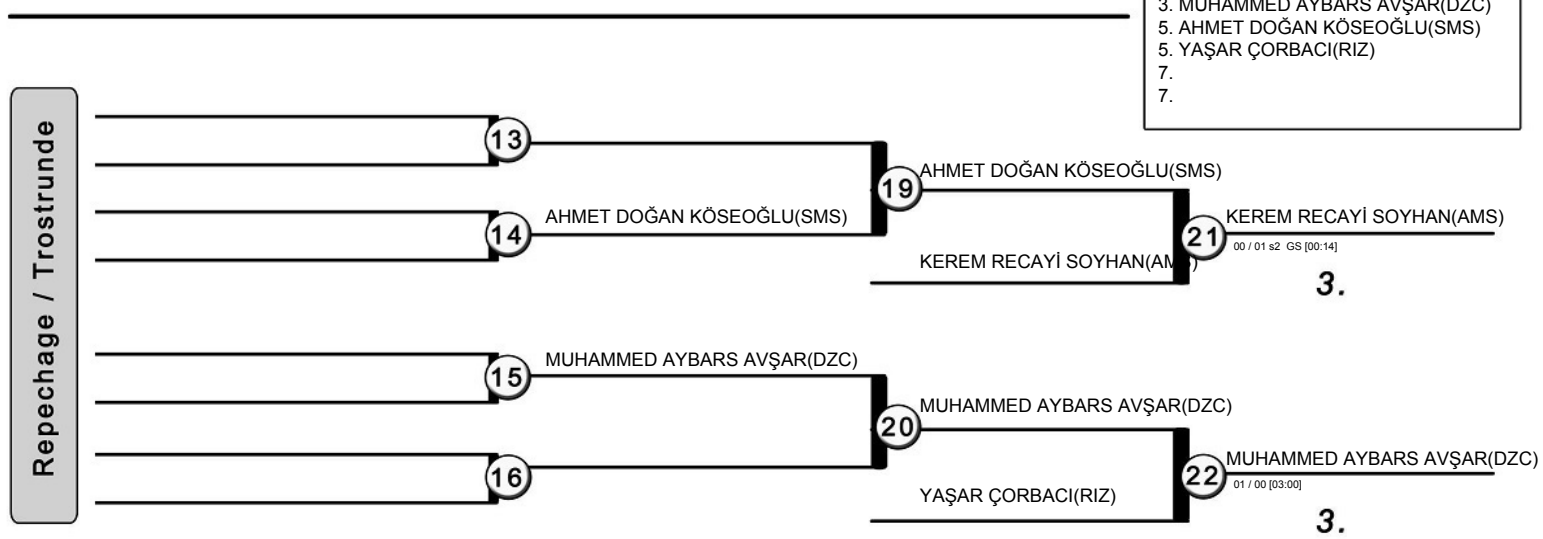 3. MUHAMMED AYBARS AVŞAR(DZC)
5. AHMET DOĞAN KÖSEOĞLU(SMS)
5. YAŞAR ÇORBACI(RIZ)
7.
7.
Repechage / Trostrunde
13
AHMET DOĞAN KÖSEOĞLU(SMS)
19
AHMET DOĞAN KÖSEOĞLU(SMS)
14
KEREM RECAYİ SOYHAN(AMS)
21
KEREM RECAYİ SOYHAN(AMS)
00 / 01 s2 GS [00:14]
3.
MUHAMMED AYBARS AVŞAR(DZC)
15
MUHAMMED AYBARS AVŞAR(DZC)
20
16
YAŞAR ÇORBACI(RIZ)
MUHAMMED AYBARS AVŞAR(DZC)
22
01 / 00 [03:00]
3.